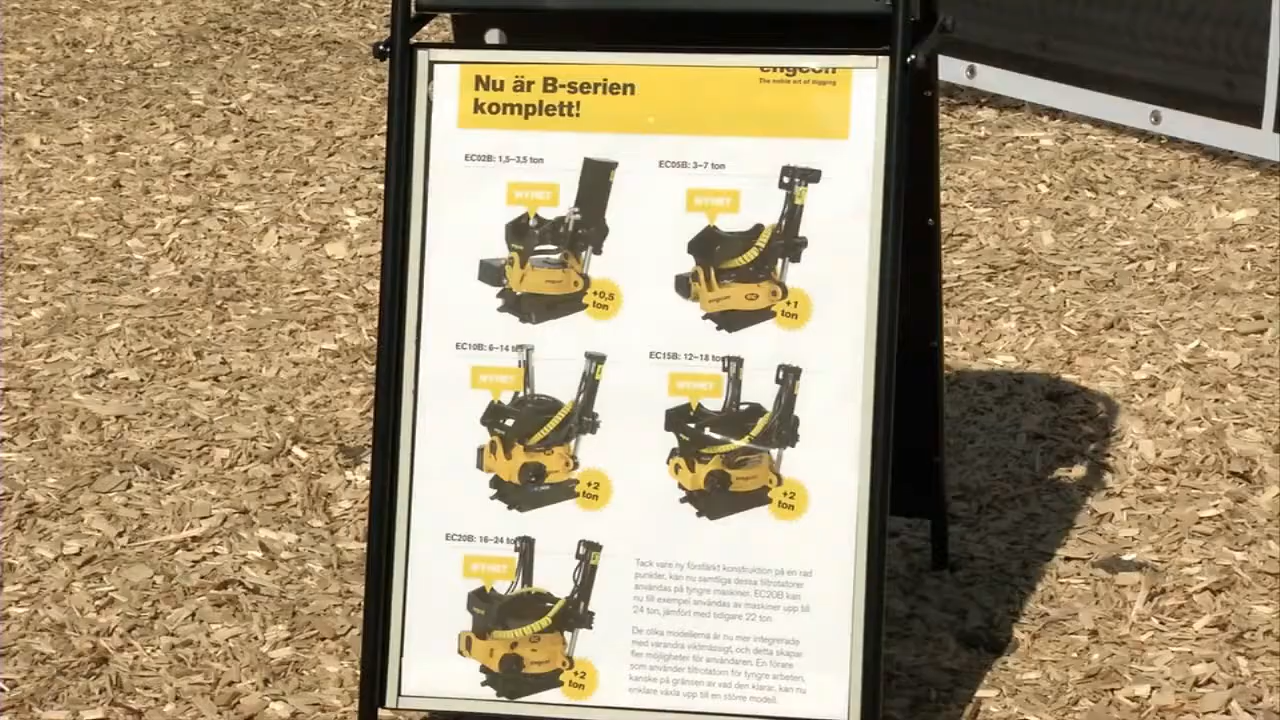 Nu är B-serien
komplett!
engcon
The noble art of digging
EC02B: 1,5–3,5 ton
EC05B: 3–7 ton
NYHET
NYHET
+0,5
ton
+1
ton
EC10B: 6–14 ton
EC15B: 12–18 ton
NYHET
NYHET
+2
ton
+2
ton
EC20B: 16–24 ton
NYHET
+2
ton
Tack vare ny förstärkt konstruktion på en rad
punkter, kan nu samtliga dessa tiltrotatorer
användas på tyngre maskiner. EC20B kan
nu till exempel användas av maskiner upp till
24 ton, jämfört med tidigare 22 ton.
De olika modellerna är nu mer integrerade
med varandra viktmässigt, och detta skapar
fler möjligheter för användaren. En förare
som använder tiltrotatorn för tyngre arbeten,
kanske på gränsen av vad den klarar, kan nu
enklare växla upp till en större modell.